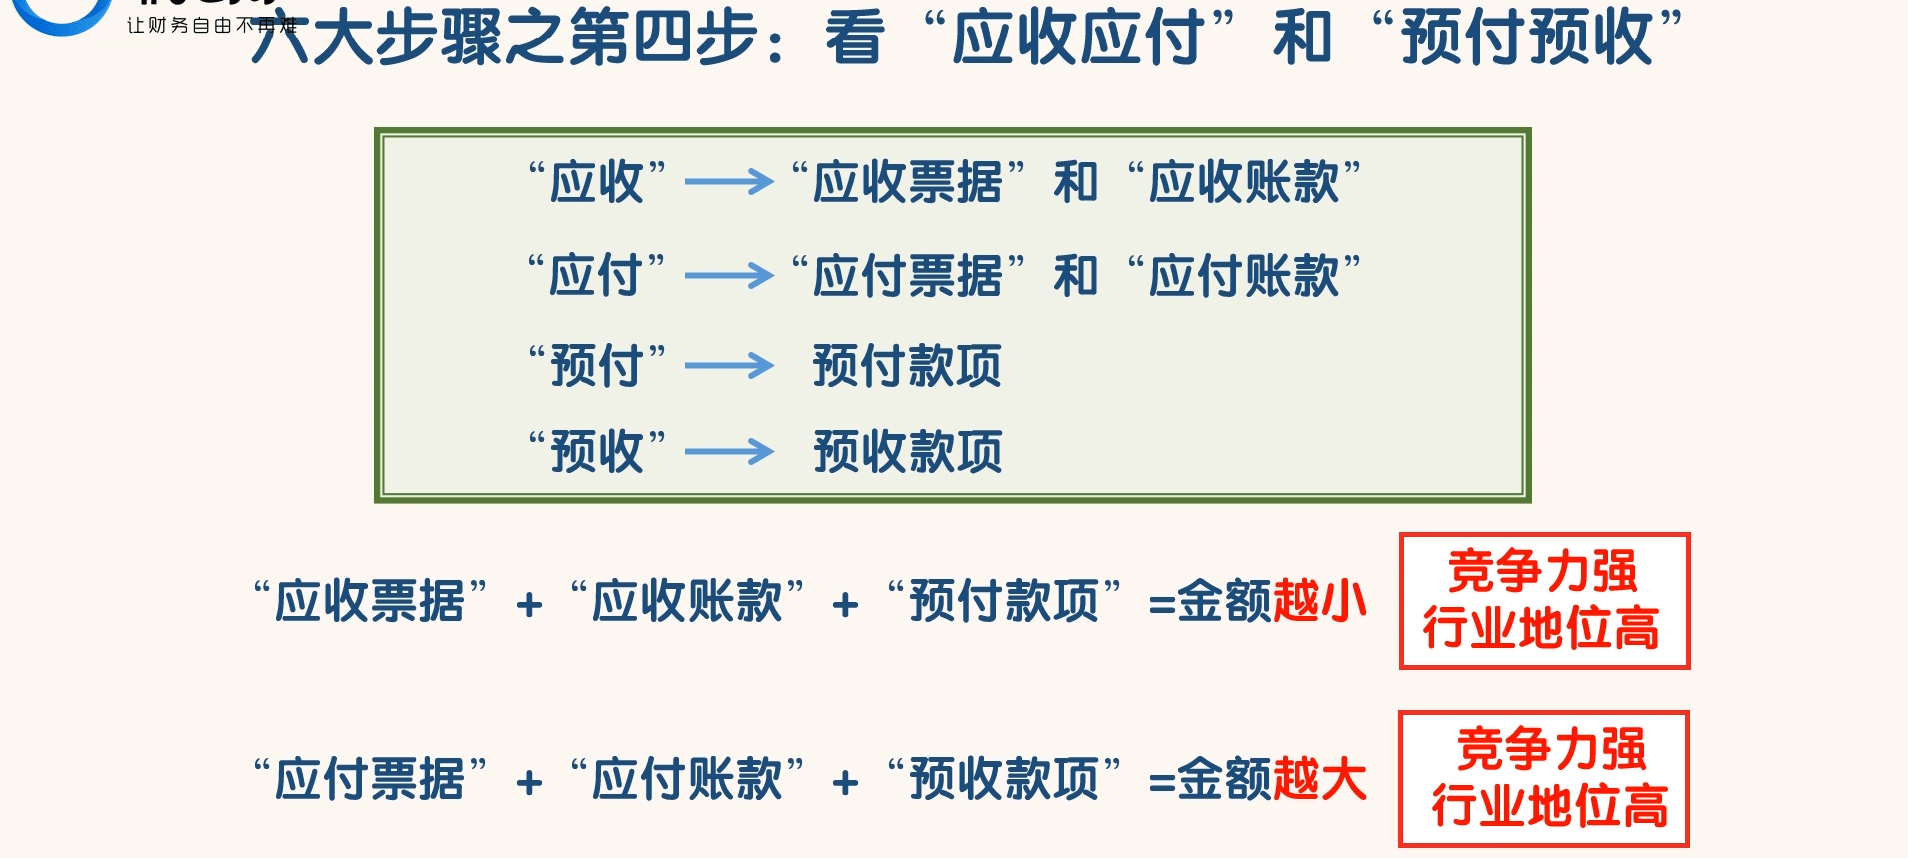 让财务自由不再难
六大步骤之第四步：看“应收应付”和“预付预收”
“应收” “应收票据”和“应收账款”
“应付” “应付票据”和“应付账款”
“预付” 预付款项
“预收” 预收款项
“应收票据” + “应收账款” + “预付款项” =金额越小
竞争力强
行业地位高
“应付票据” + “应付账款” + “预收款项” =金额越大
竞争力强
行业地位高